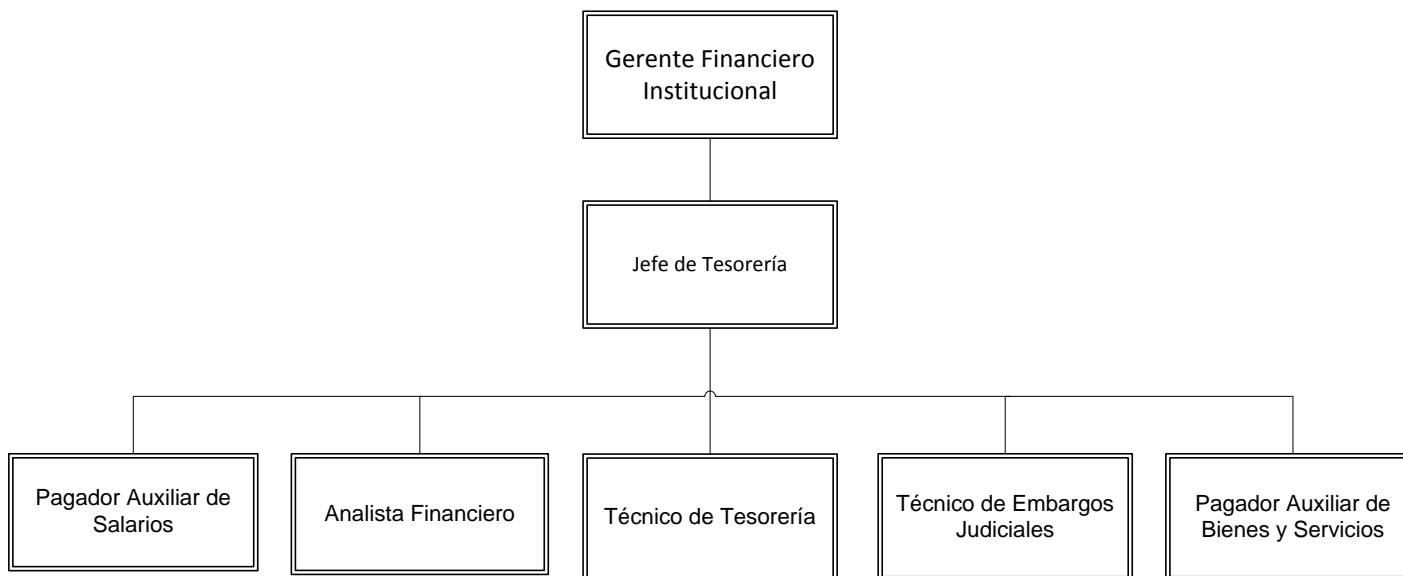 Gerente Financiero
Institucional
Jefe de Tesorería
Pagador Auxiliar de
Salarios
Analista Financiero
Técnico de Tesorería
Técnico de Embargos
Judiciales
Pagador Auxiliar de
Bienes y Servicios